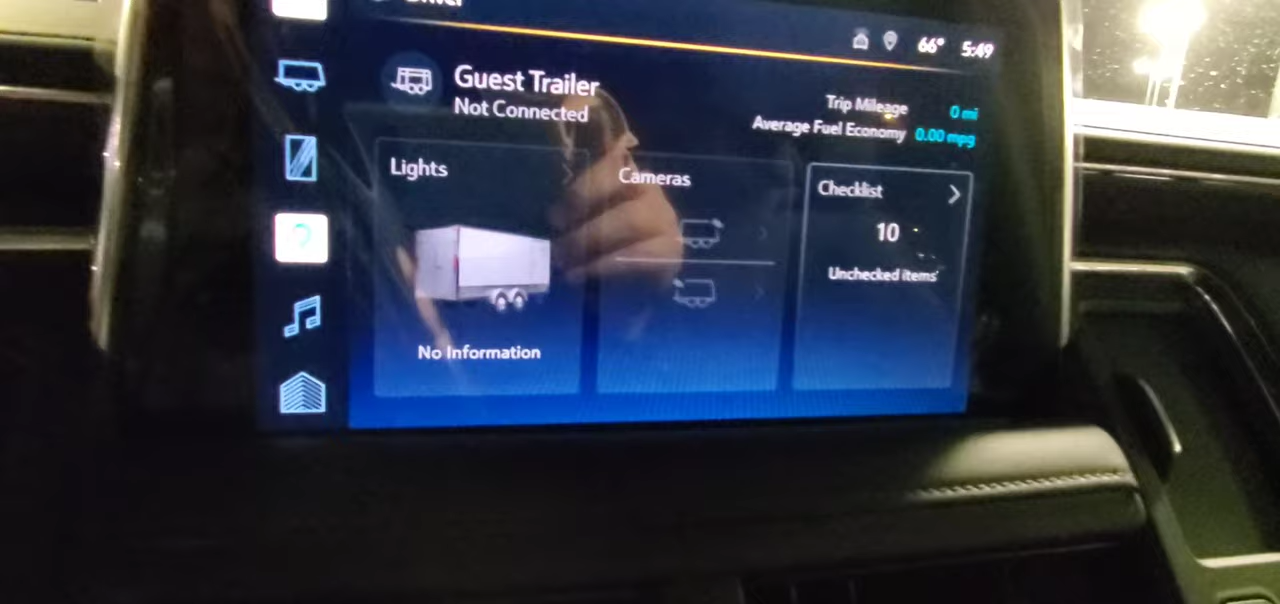 Driver
66° 5:49
Guest Trailer
Not Connected
Trip Mileage 0 mi
Average Fuel Economy 0.00 mpg
Lights
Cameras
Checklist
10
Unchecked items
No Information